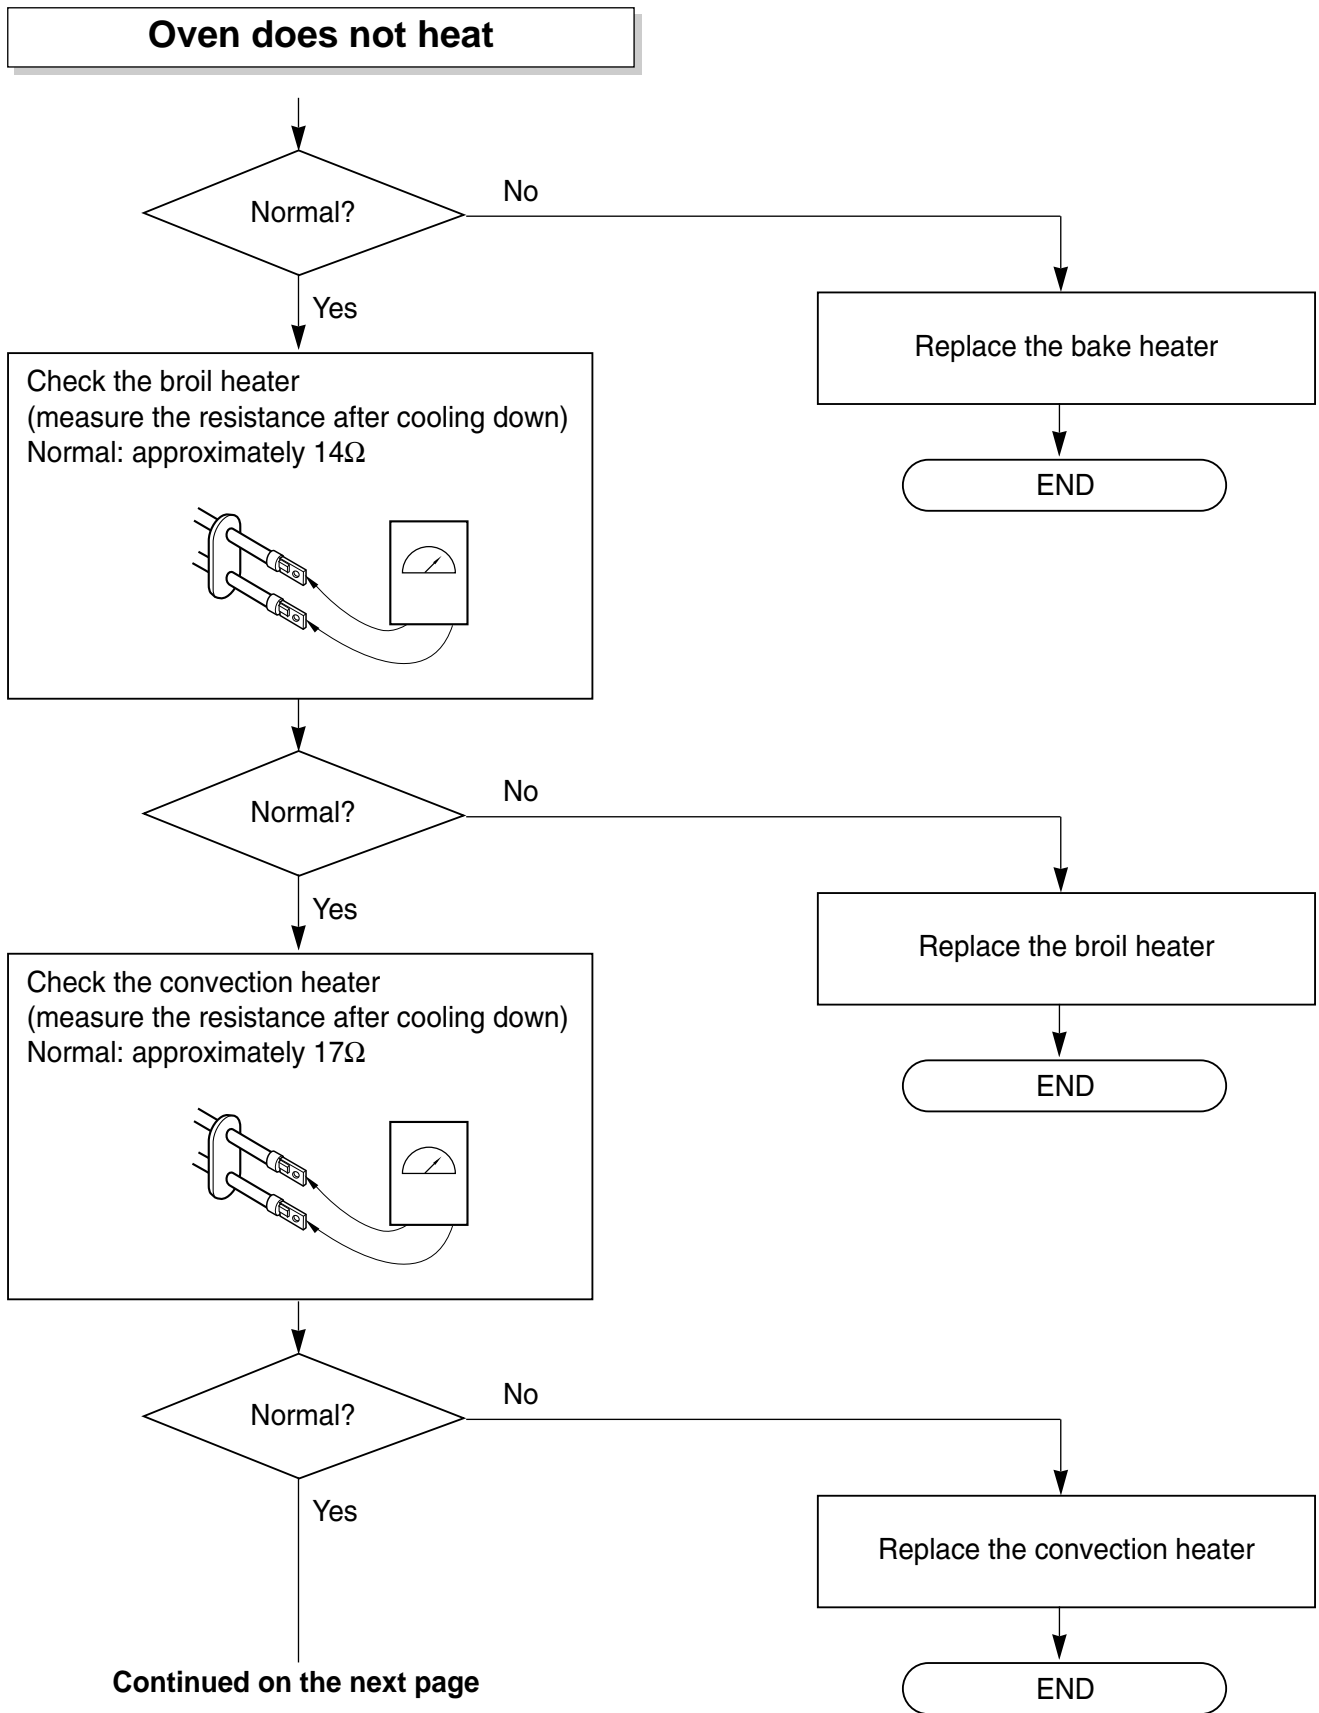 Oven does not heat
Normal?
No
Yes
Replace the bake heater
END
Check the broil heater
(measure the resistance after cooling down)
Normal: approximately 14Ω
Normal?
No
Yes
Replace the broil heater
END
Check the convection heater
(measure the resistance after cooling down)
Normal: approximately 17Ω
Normal?
No
Yes
Replace the convection heater
END
Continued on the next page